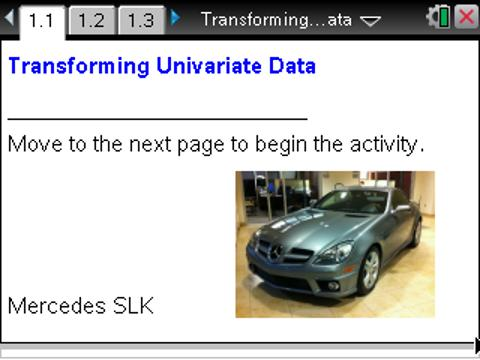 1.1 1.2 1.3 Transforming...ata
Transforming Univariate Data
Move to the next page to begin the activity.
Mercedes SLK